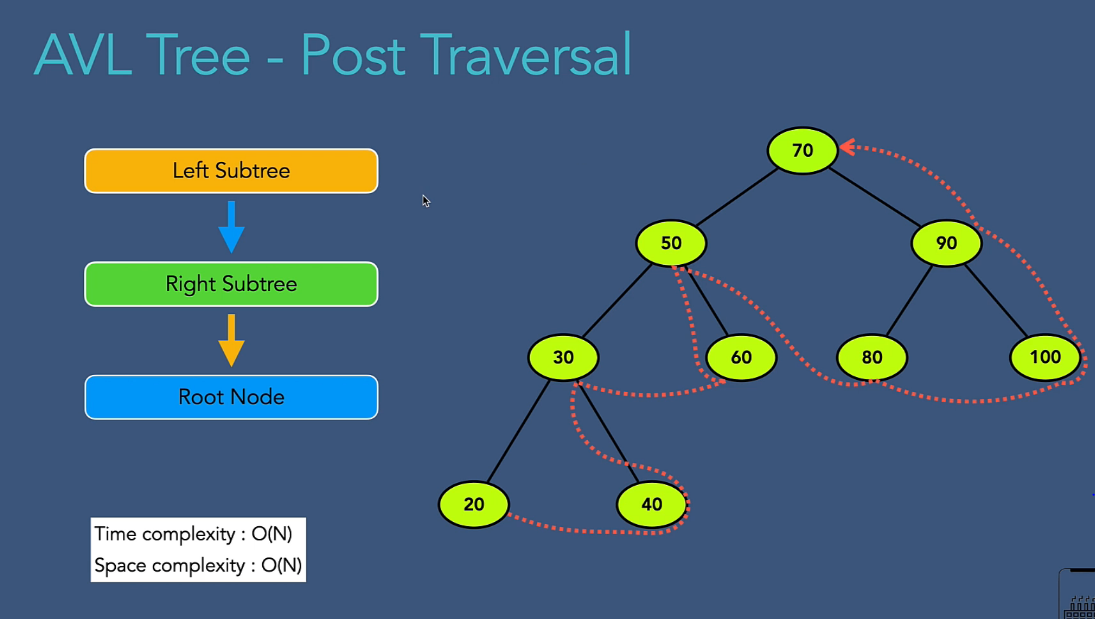 AVL Tree - Post Traversal
Left Subtree
Right Subtree
Root Node
70
50
90
30
60
80
100
20
40
Time complexity : O(N)
Space complexity : O(N)